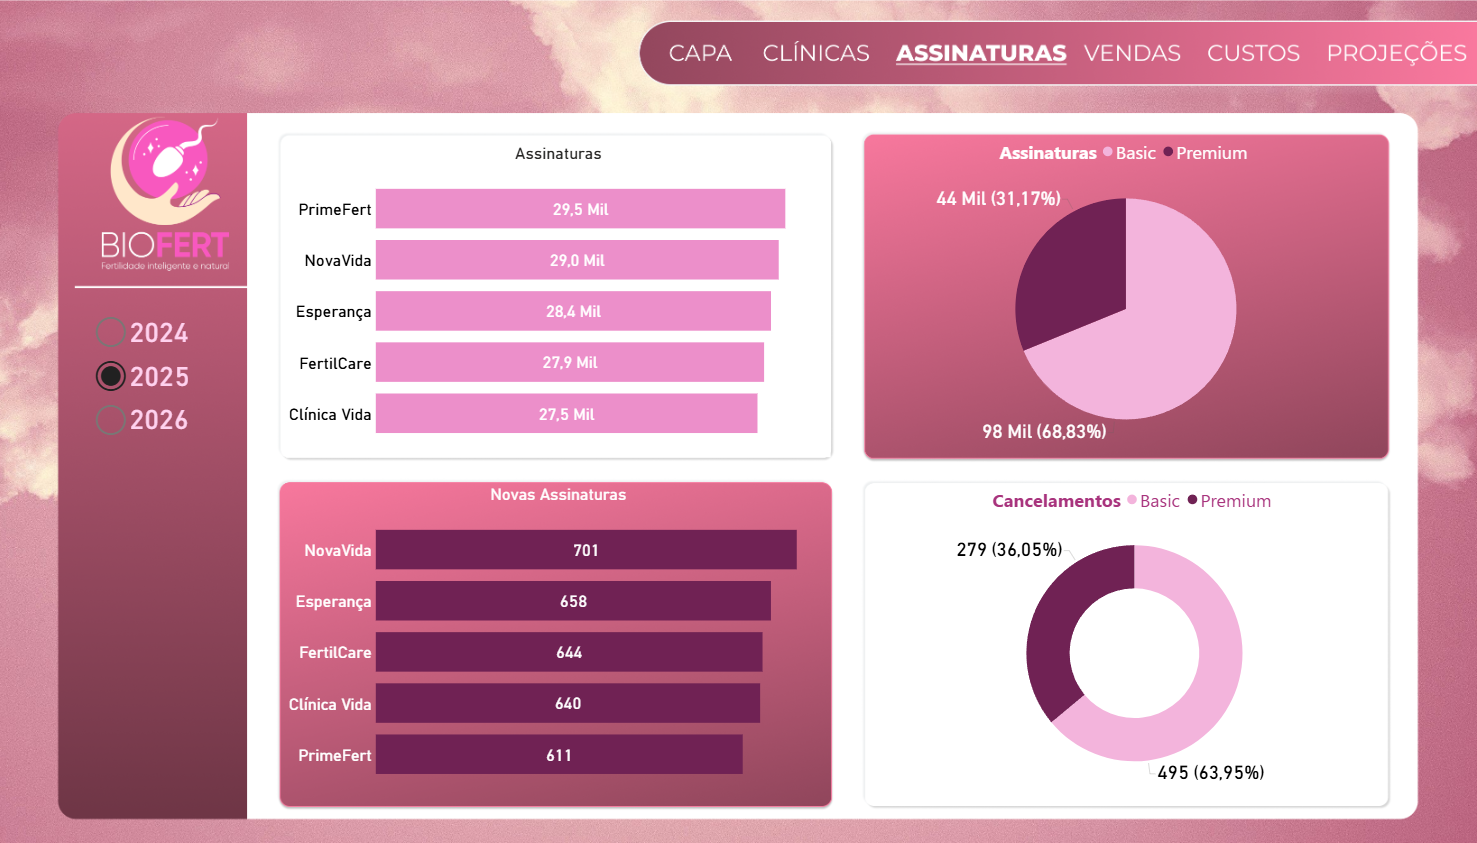 CAPA CLÍNICAS ASSINATURAS VENDAS CUSTOS PROJEÇÕES
BIOFERT
Fertilidade inteligente e natural
2024
2025
2026
Assinaturas
PrimeFert 29,5 Mil
NovaVida 29,0 Mil
Esperança 28,4 Mil
FertilCare 27,9 Mil
Clínica Vida 27,5 Mil
Assinaturas Basic Premium
44 Mil (31,17%)
98 Mil (68,83%)
Novas Assinaturas
NovaVida 701
Esperança 658
FertilCare 644
Clínica Vida 640
PrimeFert 611
Cancelamentos Basic Premium
279 (36,05%)
495 (63,95%)